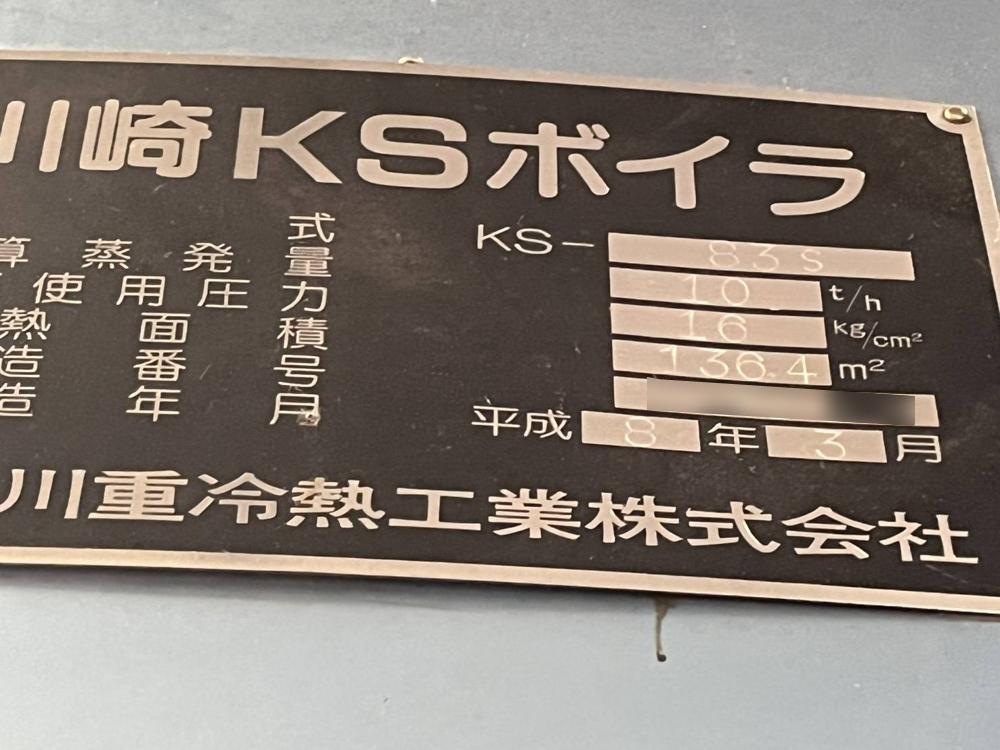 川崎KSボイラ
式 KS-83S
算蒸発量 10 t/h
使用圧力 16 kg/cm²
熱面積 136.4 m²
造番号
造年月 平成8年3月
川重冷熱工業株式会社